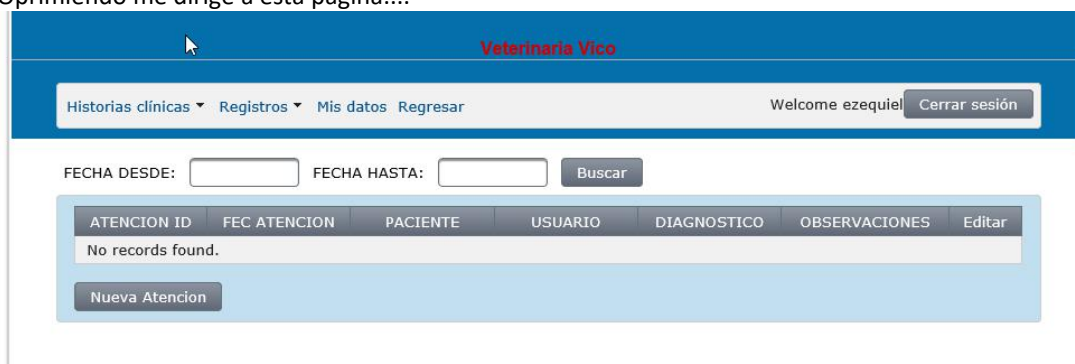 Oprimiendo me dirige a esta página....
Veterinaria Vico
Historias clínicas Registros Mis datos Regresar Welcome ezequiel Cerrar sesión
FECHA DESDE: FECHA HASTA: Buscar
ATENCION ID FEC ATENCION PACIENTE USUARIO DIAGNOSTICO OBSERVACIONES Editar
No records found.
Nueva Atencion